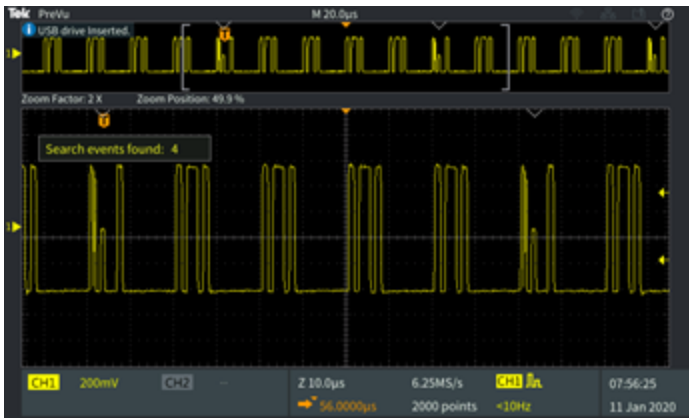 Tek PreVu M 20.0µs
USB drive Inserted.
Zoom Factor: 2 X Zoom Position: 49.9 %
Search events found: 4
CH1 200mV CH2 -- Z 10.0µs 6.25MS/s CH1 07:56:25
56.0000µs 2000 points <10Hz 11 Jan 2020